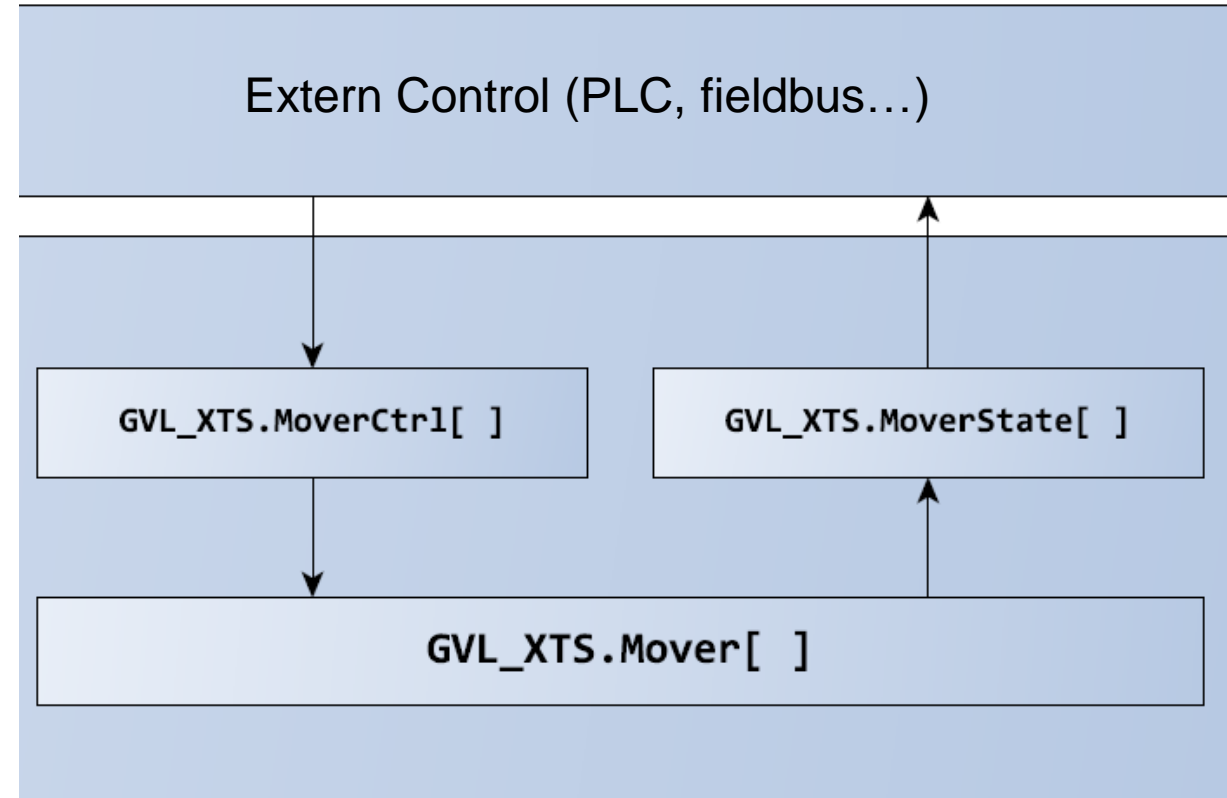 Extern Control (PLC, fieldbus…)
GVL_XTS.MoverCtrl[ ]
GVL_XTS.MoverState[ ]
GVL_XTS.Mover[ ]